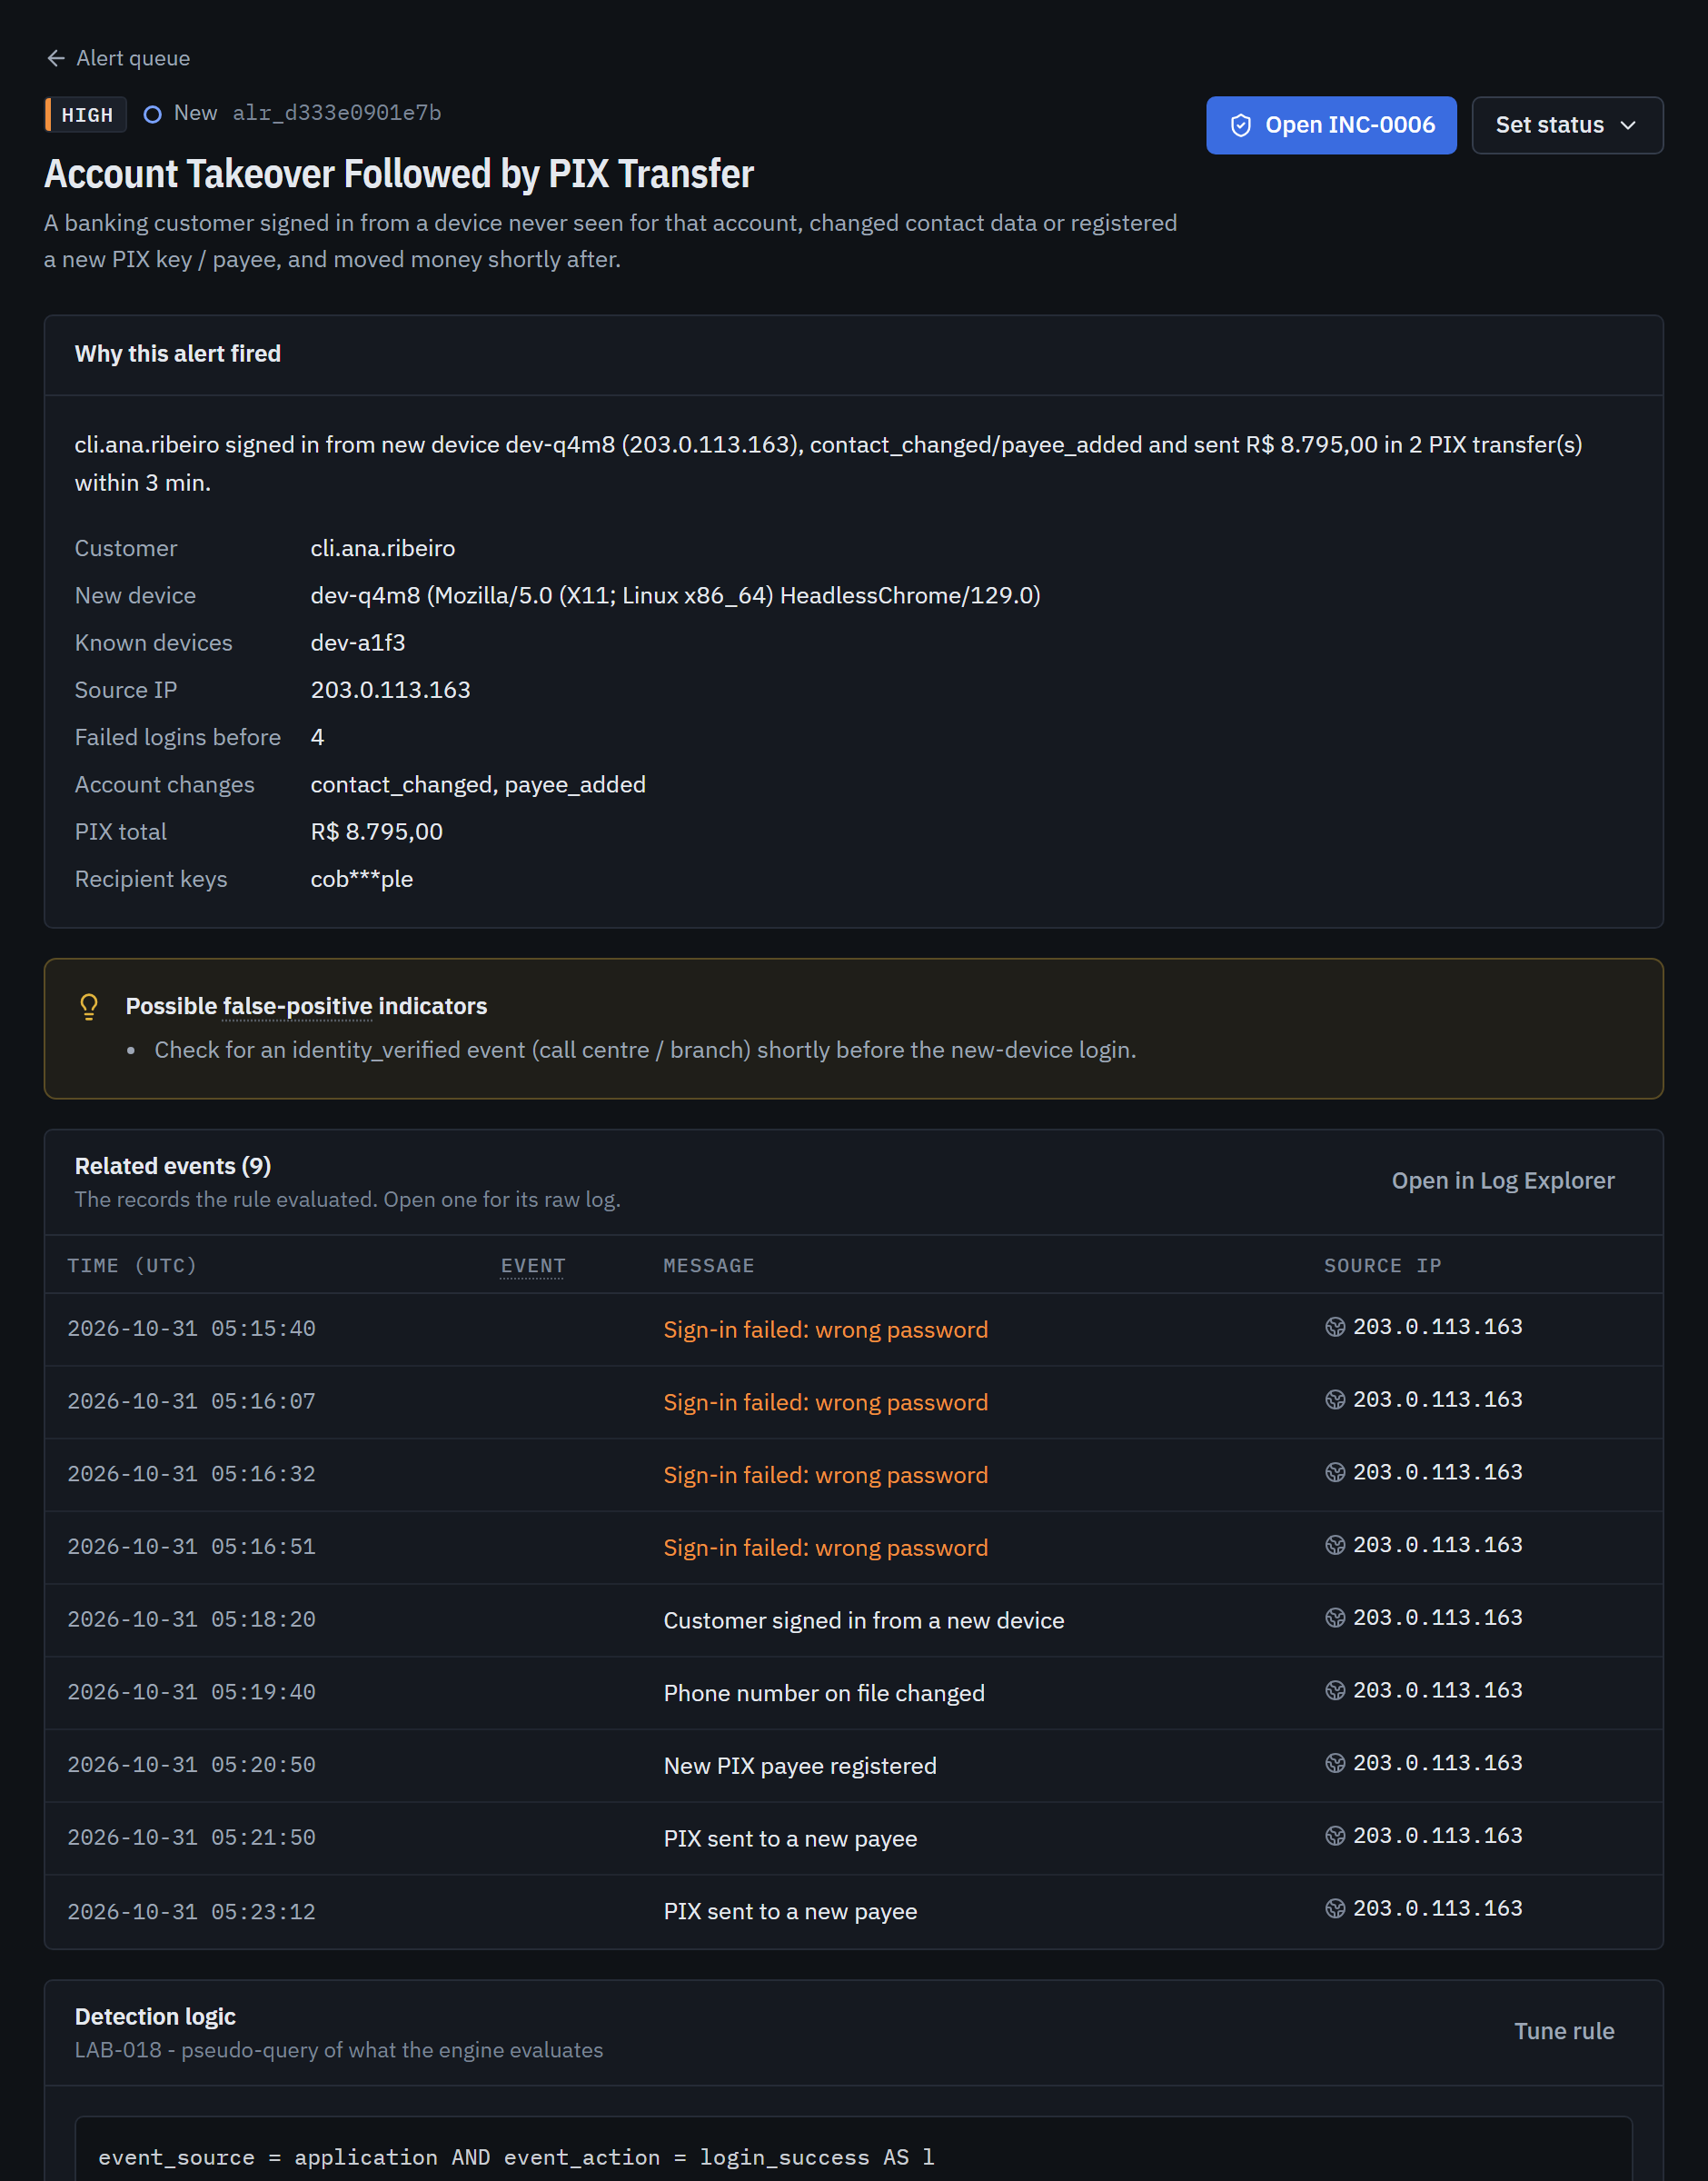 Alert queue
HIGH New alr_d333e0901e7b
Open INC-0006
Set status
Account Takeover Followed by PIX Transfer
A banking customer signed in from a device never seen for that account, changed contact data or registered
a new PIX key / payee, and moved money shortly after.
Why this alert fired
cli.ana.ribeiro signed in from new device dev-q4m8 (203.0.113.163), contact_changed/payee_added and sent R$ 8.795,00 in 2 PIX transfer(s)
within 3 min.
Customer cli.ana.ribeiro
New device dev-q4m8 (Mozilla/5.0 (X11; Linux x86_64) HeadlessChrome/129.0)
Known devices dev-a1f3
Source IP 203.0.113.163
Failed logins before 4
Account changes contact_changed, payee_added
PIX total R$ 8.795,00
Recipient keys cob***ple
Possible false-positive indicators
• Check for an identity_verified event (call centre / branch) shortly before the new-device login.
Related events (9)
The records the rule evaluated. Open one for its raw log.
Open in Log Explorer
TIME (UTC) EVENT MESSAGE SOURCE IP
2026-10-31 05:15:40 Sign-in failed: wrong password 203.0.113.163
2026-10-31 05:16:07 Sign-in failed: wrong password 203.0.113.163
2026-10-31 05:16:32 Sign-in failed: wrong password 203.0.113.163
2026-10-31 05:16:51 Sign-in failed: wrong password 203.0.113.163
2026-10-31 05:18:20 Customer signed in from a new device 203.0.113.163
2026-10-31 05:19:40 Phone number on file changed 203.0.113.163
2026-10-31 05:20:50 New PIX payee registered 203.0.113.163
2026-10-31 05:21:50 PIX sent to a new payee 203.0.113.163
2026-10-31 05:23:12 PIX sent to a new payee 203.0.113.163
Detection logic
LAB-018 - pseudo-query of what the engine evaluates
Tune rule
event_source = application AND event_action = login_success AS l